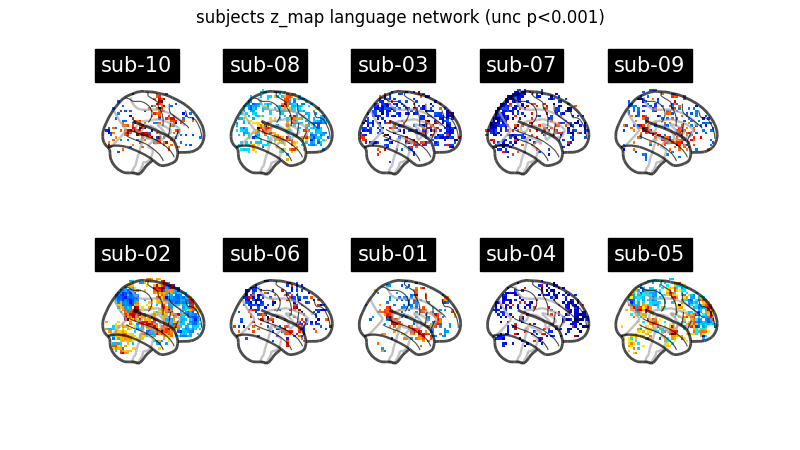 subjects z_map language network (unc p<0.001)
sub-10
sub-08
sub-03
sub-07
sub-09
sub-02
sub-06
sub-01
sub-04
sub-05